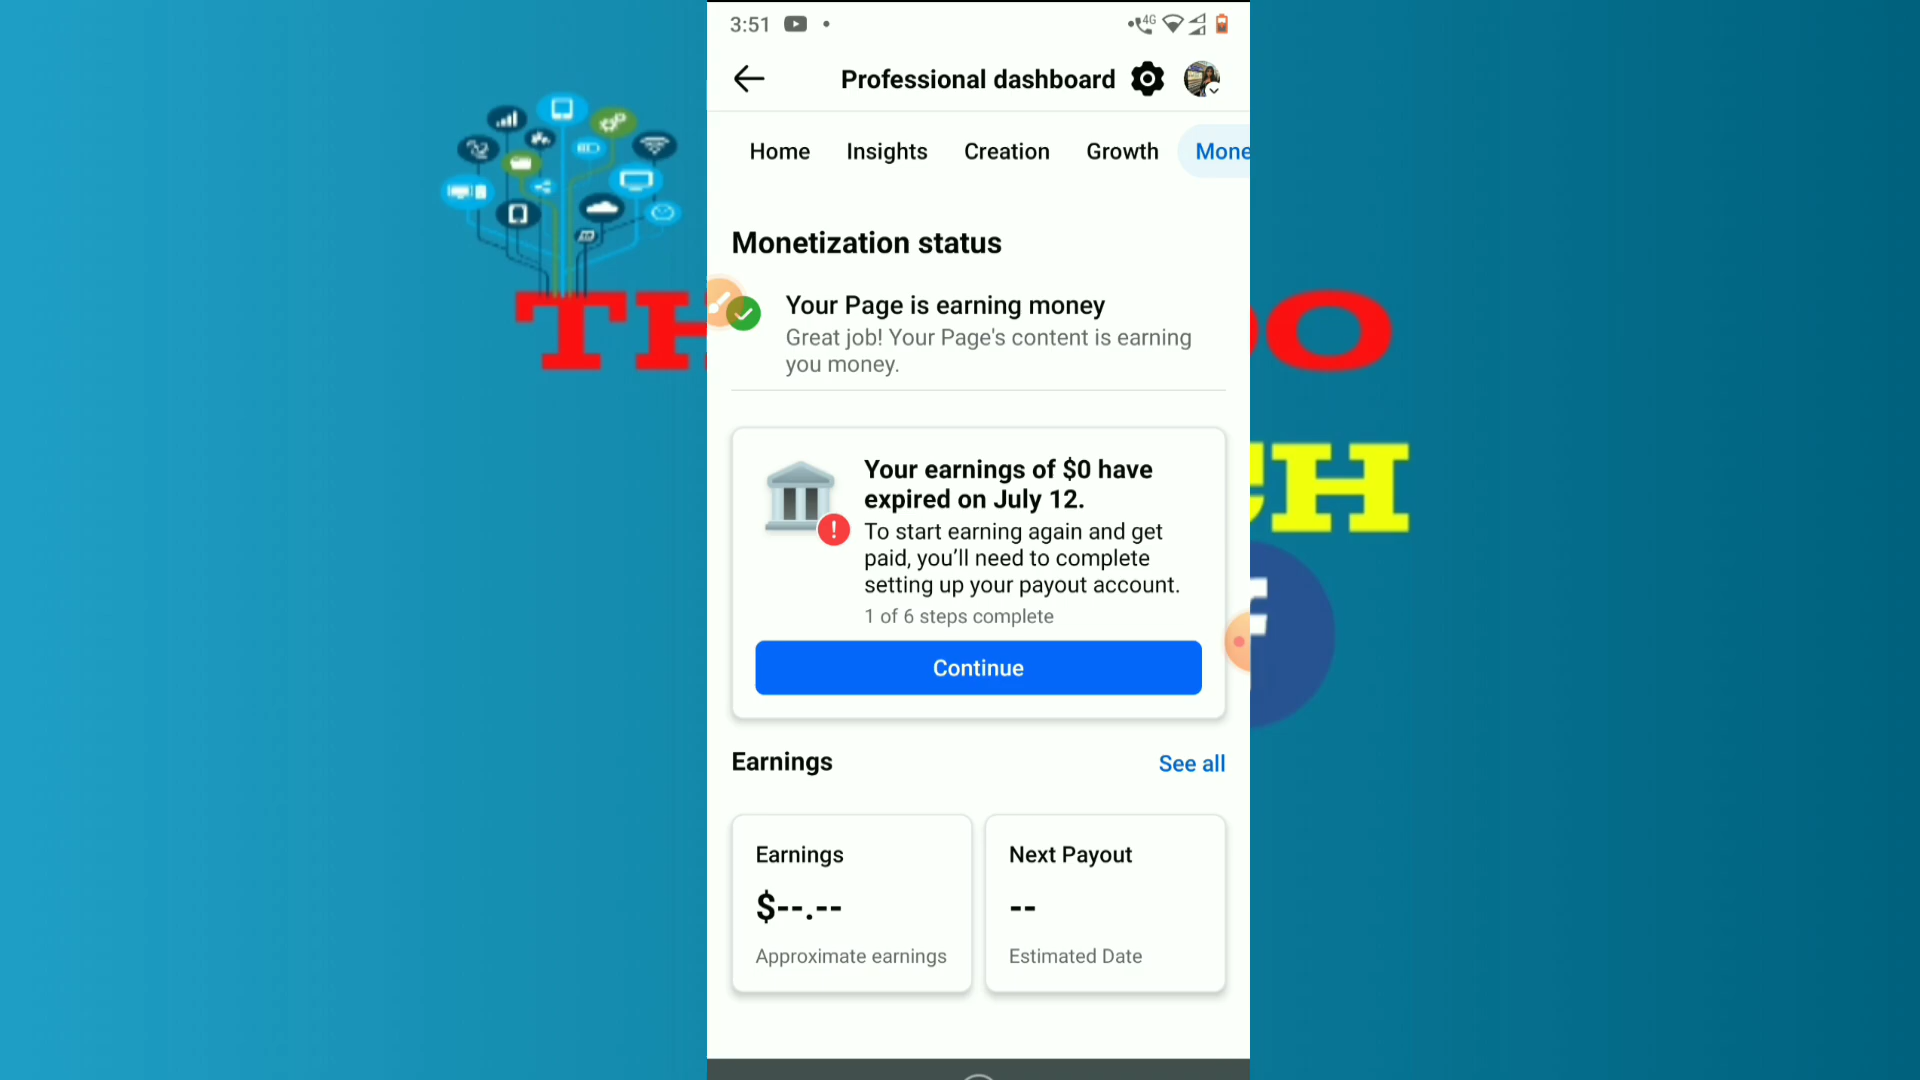 3:51
4G
Professional dashboard
Home Insights Creation Growth Mone
Monetization status
Your Page is earning money
Great job! Your Page's content is earning
you money.
Your earnings of $0 have
expired on July 12.
To start earning again and get
paid, you’ll need to complete
setting up your payout account.
1 of 6 steps complete
Continue
Earnings See all
Earnings
$--.--
Approximate earnings
Next Payout
--
Estimated Date